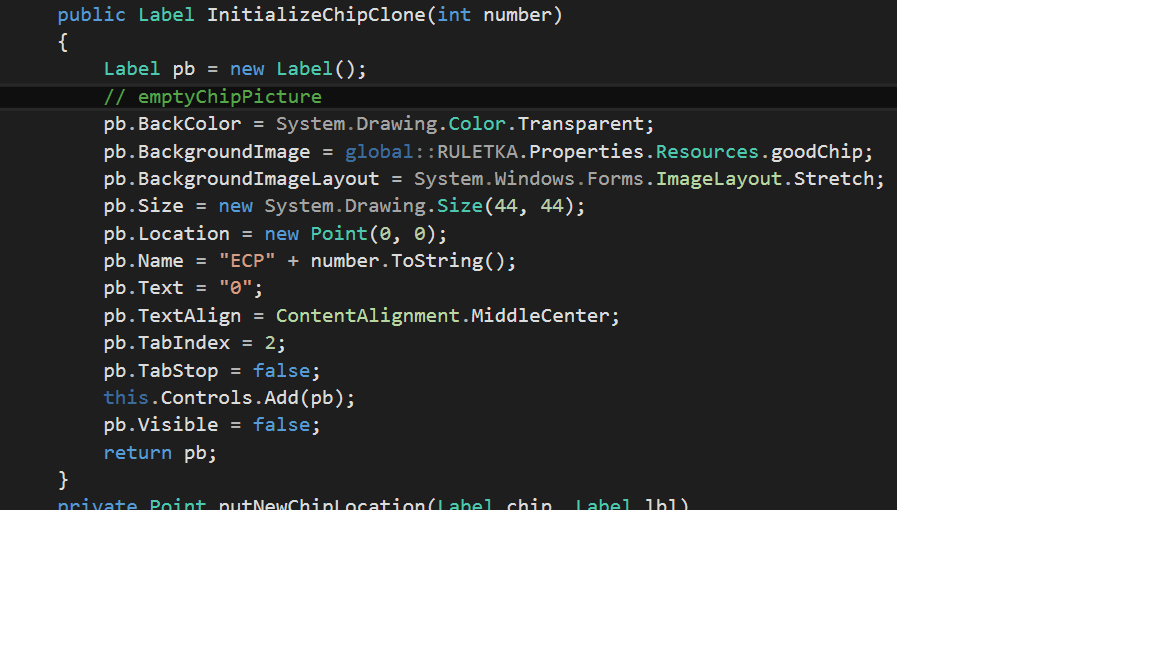 public Label InitializeChipClone(int number)
{
Label pb = new Label();
// emptyChipPicture
pb.BackColor = System.Drawing.Color.Transparent;
pb.BackgroundImage = global::RULETKA.Properties.Resources.goodChip;
pb.BackgroundImageLayout = System.Windows.Forms.ImageLayout.Stretch;
pb.Size = new System.Drawing.Size(44, 44);
pb.Location = new Point(0, 0);
pb.Name = "ECP" + number.ToString();
pb.Text = "0";
pb.TextAlign = ContentAlignment.MiddleCenter;
pb.TabIndex = 2;
pb.TabStop = false;
this.Controls.Add(pb);
pb.Visible = false;
return pb;
}
private Point putNewChipLocation(Label chip, Label lbl)